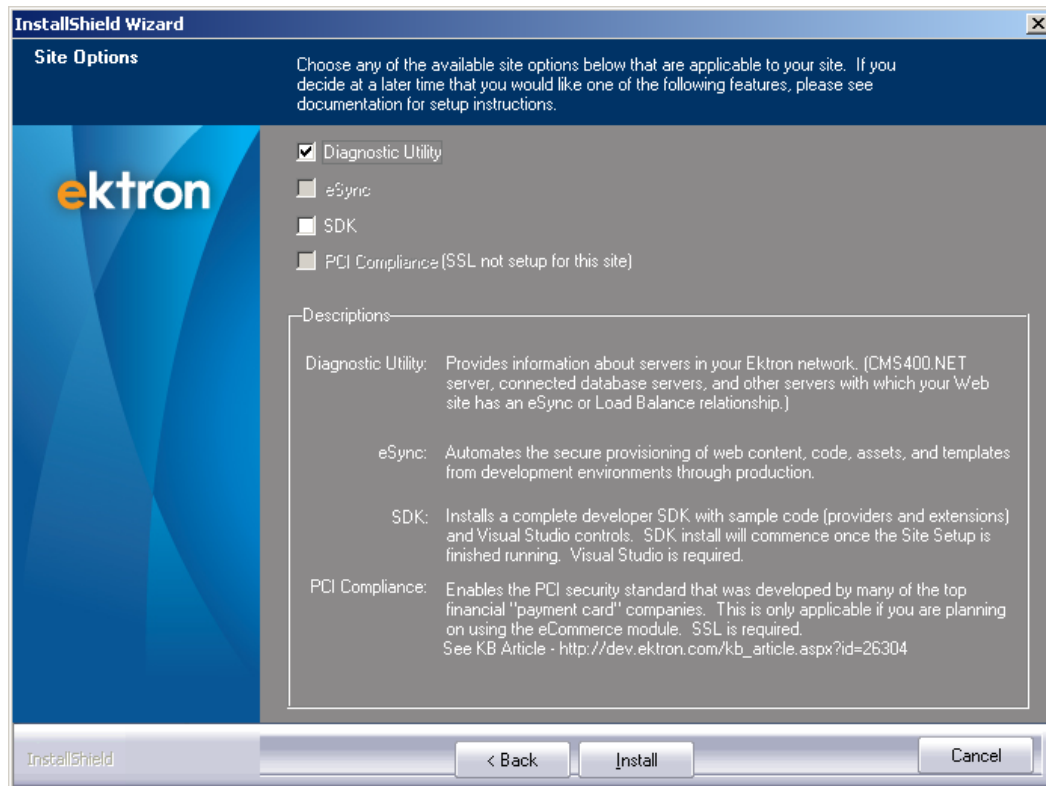 InstallShield Wizard
Site Options
Choose any of the available site options below that are applicable to your site.  If you
decide at a later time that you would like one of the following features, please see
documentation for setup instructions.
ektron
Diagnostic Utility
eSync
SDK
PCI Compliance (SSL not setup for this site)
Descriptions
Diagnostic Utility: Provides information about servers in your Ektron network. (CMS400.NET
server, connected database servers, and other servers with which your Web
site has an eSync or Load Balance relationship.)
eSync: Automates the secure provisioning of web content, code, assets, and templates
from development environments through production.
SDK: Installs a complete developer SDK with sample code (providers and extensions)
and Visual Studio controls.  SDK install will commence once the Site Setup is
finished running.  Visual Studio is required.
PCI Compliance: Enables the PCI security standard that was developed by many of the top
financial "payment card" companies.  This is only applicable if you are planning
on using the eCommerce module.  SSL is required.
See KB Article - http://dev.ektron.com/kb_article.aspx?id=26304
InstallShield
< Back
Install
Cancel